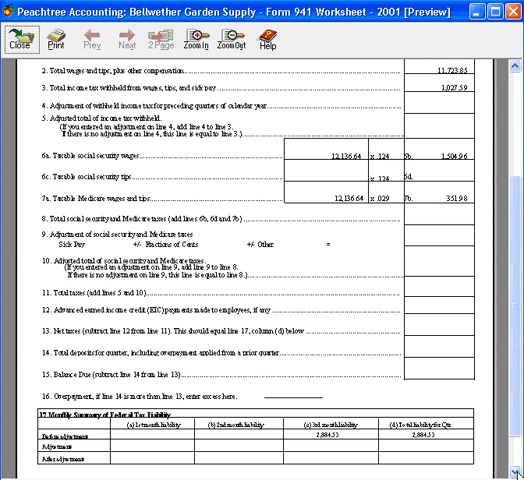 Peachtree Accounting: Bellwether Garden Supply - Form 941 Worksheet - 2001 [Preview]
Close Print Prev Next 2 Page Zoom In Zoom Out Help
2. Total wages and tips, plus other compensation 11,723.85
3. Total income tax withheld from wages, tips, and sick pay 1,027.59
4. Adjustment of withheld income tax for preceding quarters of calendar year
5. Adjusted total of income tax withheld.
(If you entered an adjustment on line 4, add line 4 to line 3.
If there is no adjustment on line 4, this line is equal to line 3.)
6a. Taxable social security wages 12,136.64 x .124 6b. 1,504.96
6c. Taxable social security tips x .124 6d.
7a. Taxable Medicare wages and tips 12,136.64 x .029 7b. 351.98
8. Total social security and Medicare taxes (add lines 6b, 6d and 7b)
9. Adjustment of social security and Medicare taxes
Sick Pay +/- Fractions of Cents +/- Other =
10. Adjusted total of social security and Medicare taxes.
(If you entered an adjustment on line 9, add line 9 to line 8.
If there is no adjustment on line 9, this line is equal to line 8.)
11. Total taxes (add lines 5 and 10)
12. Advanced earned income credit (EIC) payments made to employees, if any
13. Net taxes (subtract line 12 from line 11). This should equal line 17, column (d) below
14. Total deposits for quarter, including overpayment applied from a prior quarter
15. Balance Due (subtract line 14 from line 13)
16. Overpayment, if line 14 is more than line 13, enter excess here.
17 Monthly Summary of Federal Tax Liability
(a) 1st month liability (b) 2nd month liability (c) 3rd month liability (d) Total liability for Qtr
Before adjustment 2,884.53 2,884.53
Adjustment
After adjustment